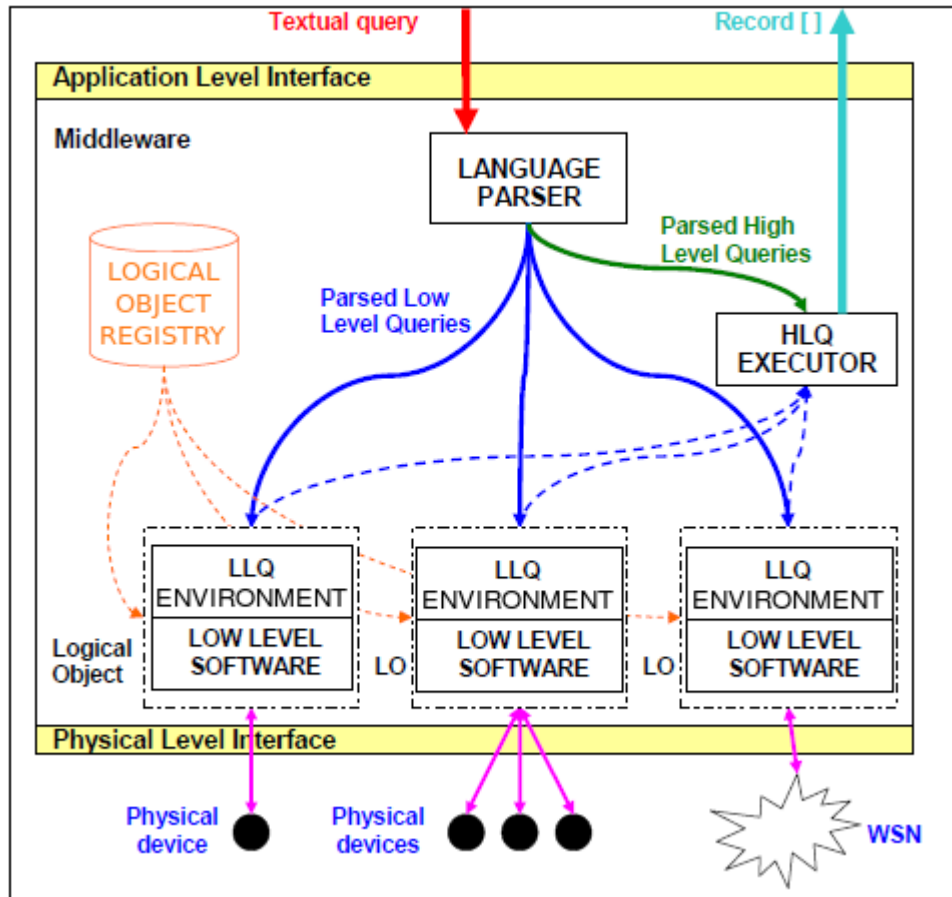 Textual query
Record [ ]
Application Level Interface
Middleware
LANGUAGE
PARSER
Parsed High
Level Queries
LOGICAL
OBJECT
REGISTRY
Parsed Low
Level Queries
HLQ
EXECUTOR
LLQ
ENVIRONMENT
LOW LEVEL
SOFTWARE
LLQ
ENVIRONMENT
LOW LEVEL
SOFTWARE
LLQ
ENVIRONMENT
LOW LEVEL
SOFTWARE
Logical
Object
LO
LO
Physical Level Interface
Physical
device
Physical
devices
WSN